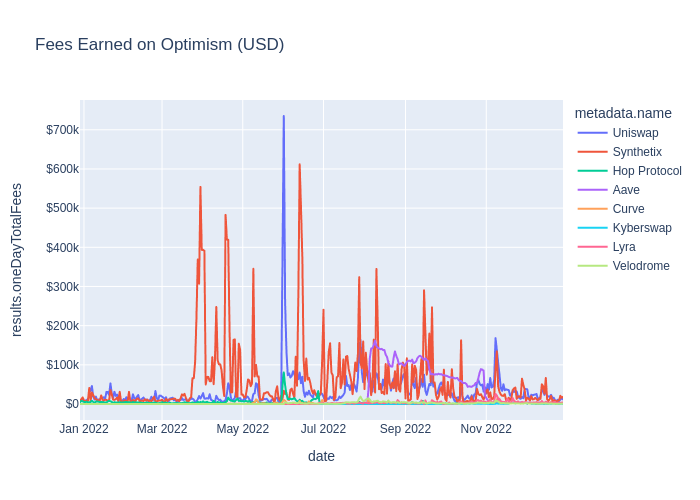 Fees Earned on Optimism (USD)
metadata.name
Uniswap
Synthetix
Hop Protocol
Aave
Curve
Kyberswap
Lyra
Velodrome
results.oneDayTotalFees
$700k
$600k
$500k
$400k
$300k
$200k
$100k
$0
Jan 2022
Mar 2022
May 2022
Jul 2022
Sep 2022
Nov 2022
date